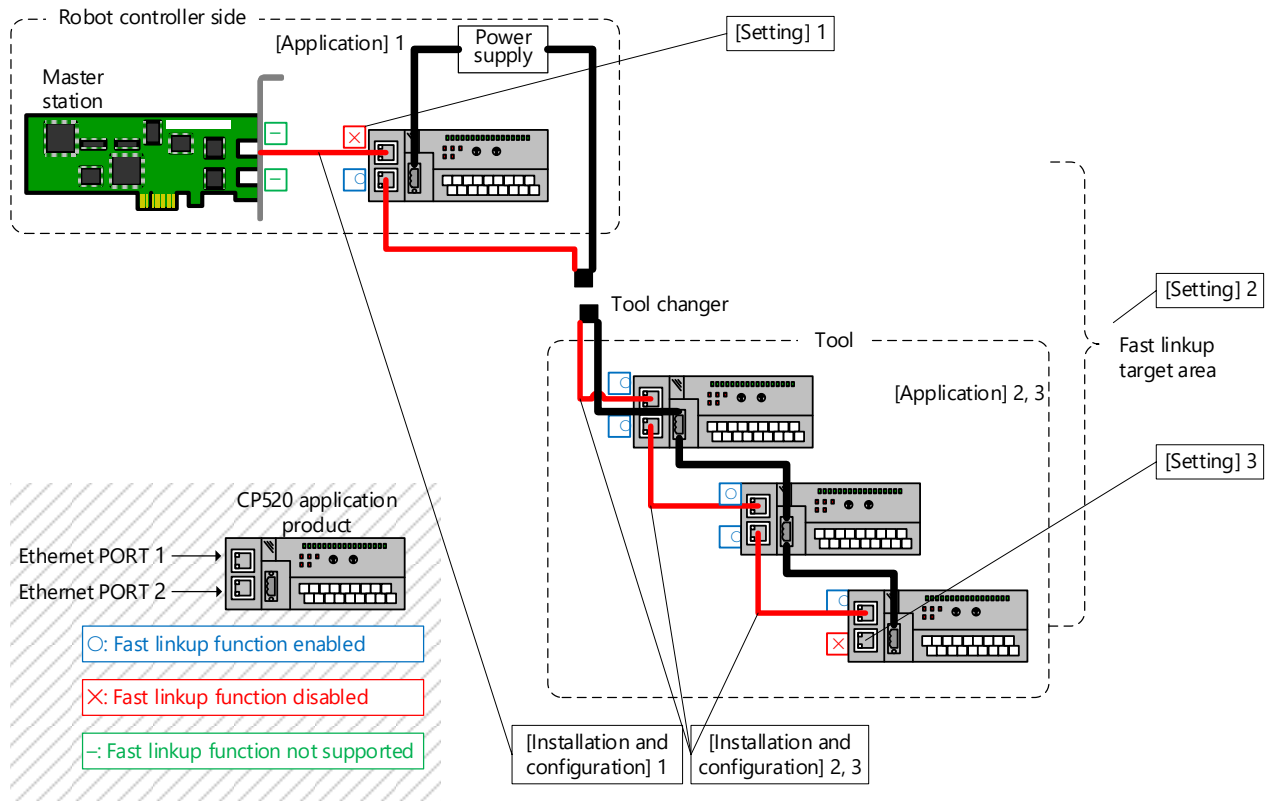 Robot controller side
[Application] 1
Power
supply
[Setting] 1
Master
station
[Setting] 2
Tool changer
Fast linkup
target area
Tool
[Application] 2, 3
[Setting] 3
CP520 application
product
Ethernet PORT 1
Ethernet PORT 2
○: Fast linkup function enabled
×: Fast linkup function disabled
–: Fast linkup function not supported
[Installation and
configuration] 1
[Installation and
configuration] 2, 3